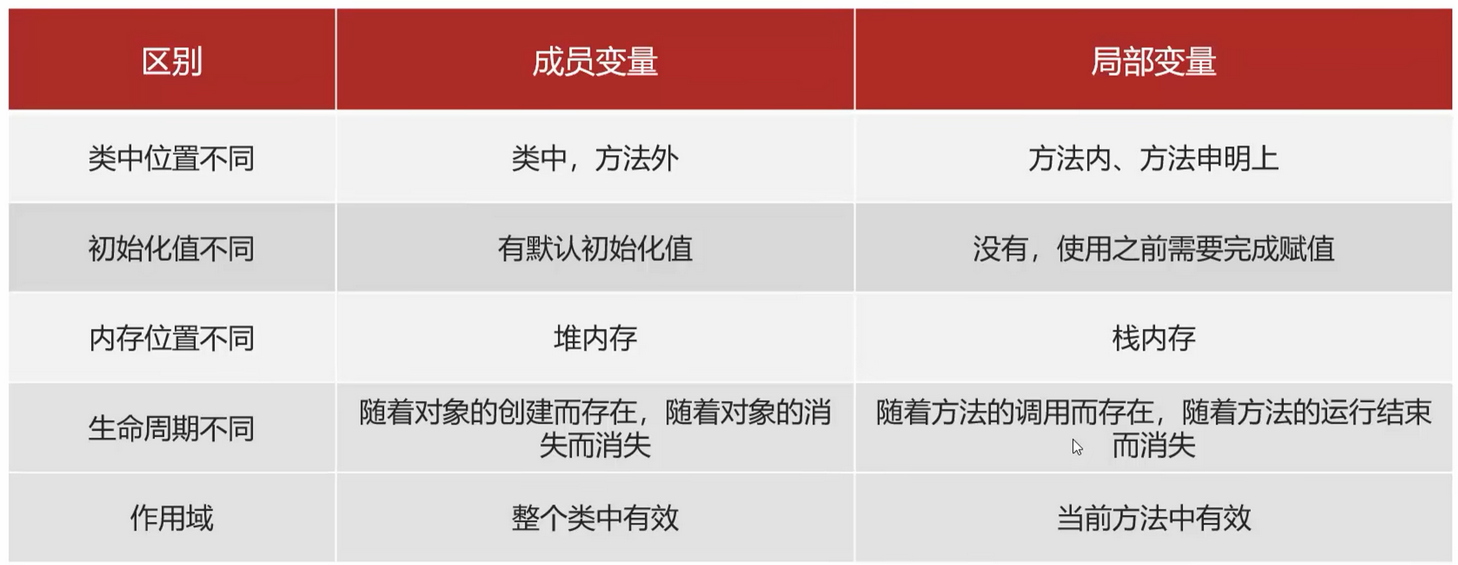 区别
成员变量
局部变量
类中位置不同
类中，方法外
方法内、方法申明上
初始化值不同
有默认初始化值
没有，使用之前需要完成赋值
内存位置不同
堆内存
栈内存
生命周期不同
随着对象的创建而存在，随着对象的消
失而消失
随着方法的调用而存在，随着方法的运行结束
而消失
作用域
整个类中有效
当前方法中有效